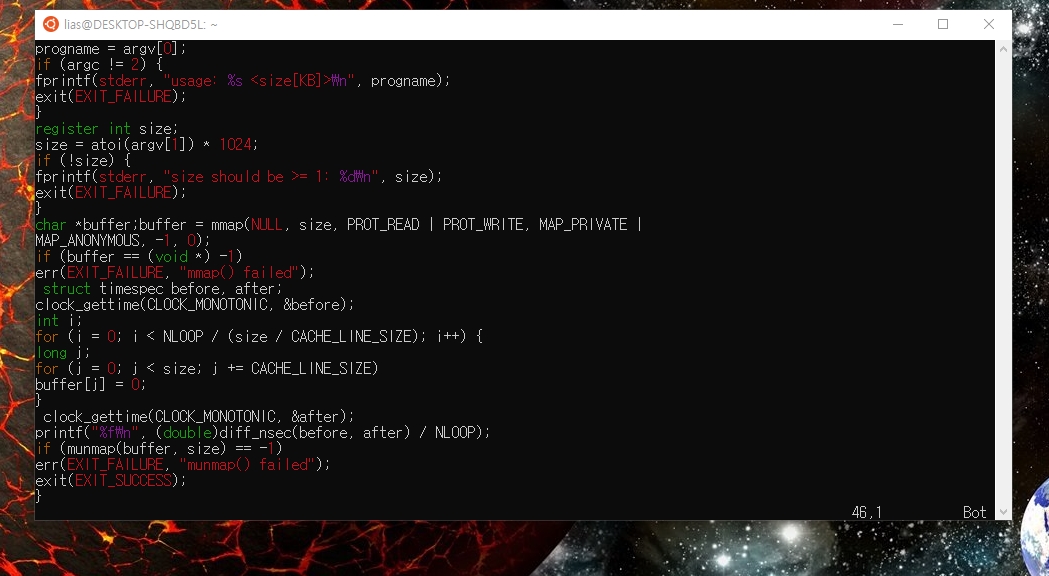 lias@DESKTOP-SHQBD5L: ~
progname = argv[0];
if (argc != 2) {
fprintf(stderr, "usage: %s <size[KB]>₩n", progname);
exit(EXIT_FAILURE);
}
register int size;
size = atoi(argv[1]) * 1024;
if (!size) {
fprintf(stderr, "size should be >= 1: %d₩n", size);
exit(EXIT_FAILURE);
}
char *buffer;buffer = mmap(NULL, size, PROT_READ | PROT_WRITE, MAP_PRIVATE |
MAP_ANONYMOUS, -1, 0);
if (buffer == (void *) -1)
err(EXIT_FAILURE, "mmap() failed");
 struct timespec before, after;
clock_gettime(CLOCK_MONOTONIC, &before);
int i;
for (i = 0; i < NLOOP / (size / CACHE_LINE_SIZE); i++) {
long j;
for (j = 0; j < size; j += CACHE_LINE_SIZE)
buffer[j] = 0;
}
 clock_gettime(CLOCK_MONOTONIC, &after);
printf("%f₩n", (double)diff_nsec(before, after) / NLOOP);
if (munmap(buffer, size) == -1)
err(EXIT_FAILURE, "munmap() failed");
exit(EXIT_SUCCESS);
}
46,1 Bot